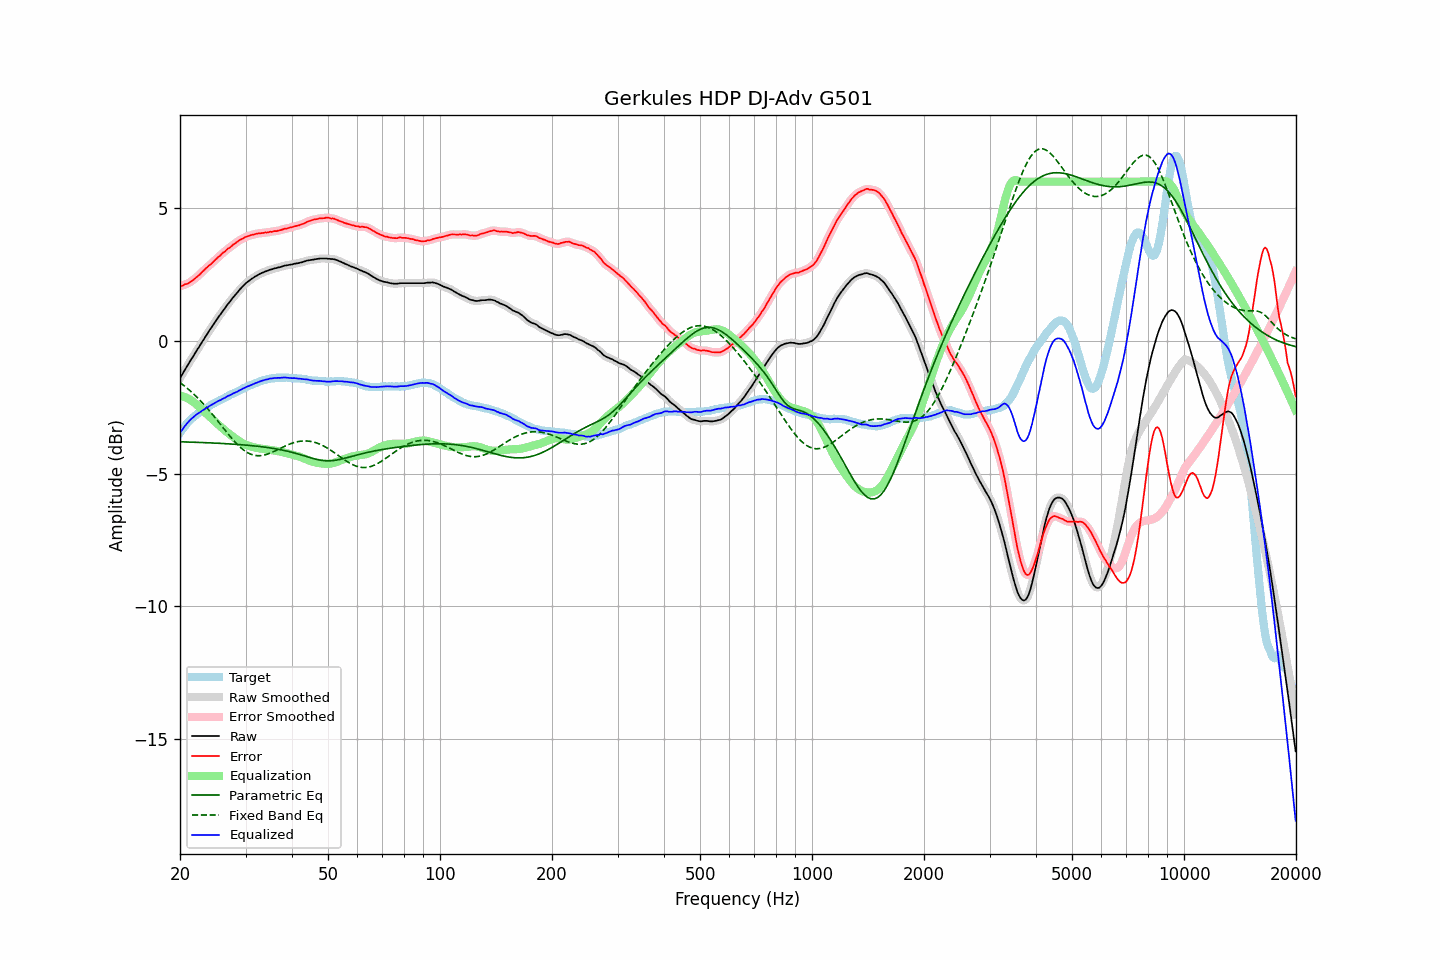 Gerkules HDP DJ-Adv G501
Amplitude (dBr)
5
0
−5
−10
−15
Target
Raw Smoothed
Error Smoothed
Raw
Error
Equalization
Parametric Eq
Fixed Band Eq
Equalized
20 50 100 200 500 1000 2000 5000 10000 20000
Frequency (Hz)